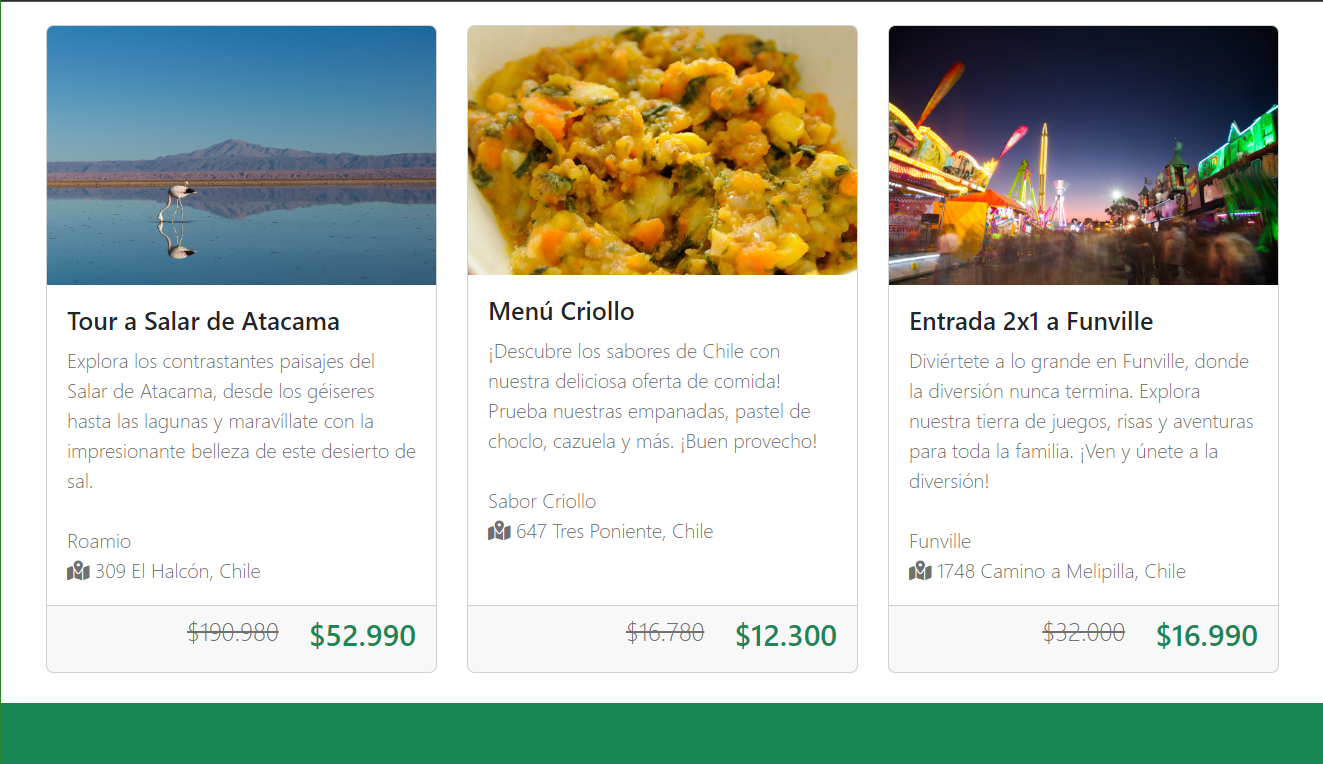 Tour a Salar de Atacama
Explora los contrastantes paisajes del
Salar de Atacama, desde los géiseres
hasta las lagunas y maravíllate con la
impresionante belleza de este desierto de
sal.
Roamio
309 El Halcón, Chile
$190.980 $52.990
Menú Criollo
¡Descubre los sabores de Chile con
nuestra deliciosa oferta de comida!
Prueba nuestras empanadas, pastel de
choclo, cazuela y más. ¡Buen provecho!
Sabor Criollo
647 Tres Poniente, Chile
$16.780 $12.300
Entrada 2x1 a Funville
Diviértete a lo grande en Funville, donde
la diversión nunca termina. Explora
nuestra tierra de juegos, risas y aventuras
para toda la familia. ¡Ven y únete a la
diversión!
Funville
1748 Camino a Melipilla, Chile
$32.000 $16.990